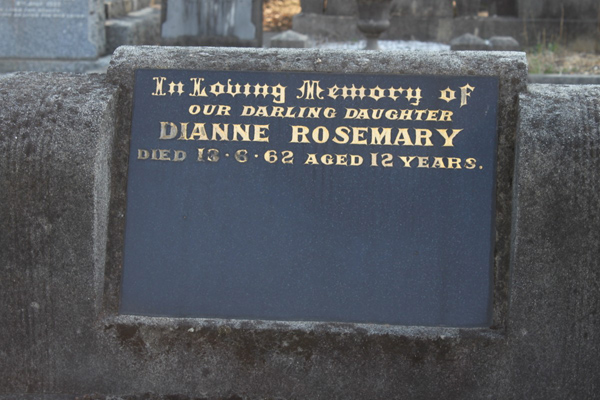 In Loving Memory of
OUR DARLING DAUGHTER
DIANNE ROSEMARY
DIED 13·6·62 AGED 12 YEARS.